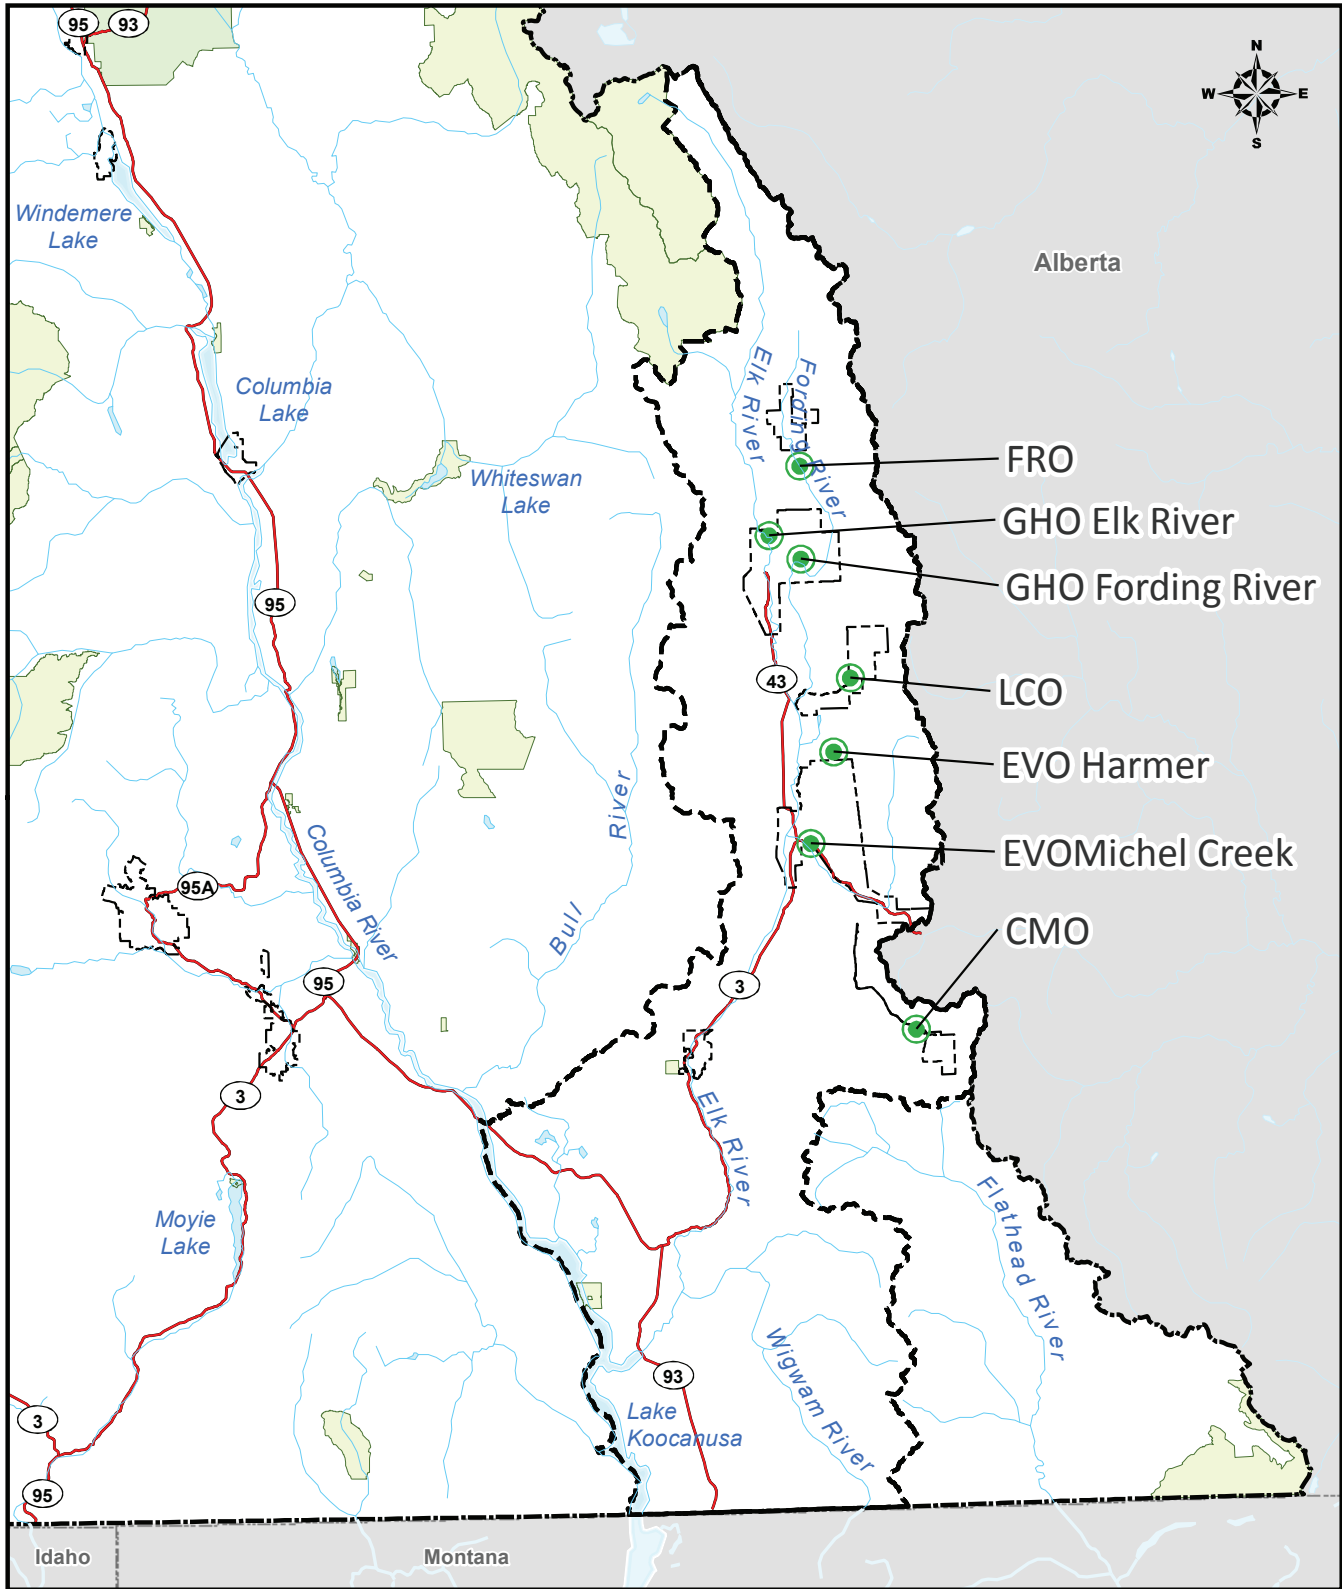 95
93
N
W
E
S
Windemere
Lake
Alberta
Columbia
Lake
Elk River
Fording River
FRO
Whiteswan
Lake
GHO Elk River
GHO Fording River
95
43
LCO
EVO Harmer
Bull River
Columbia River
EVOMichel Creek
95A
CMO
95
3
3
Elk River
Moyie
Lake
Flathead River
Wigwam River
93
Lake
Koocanusa
3
95
Idaho
Montana